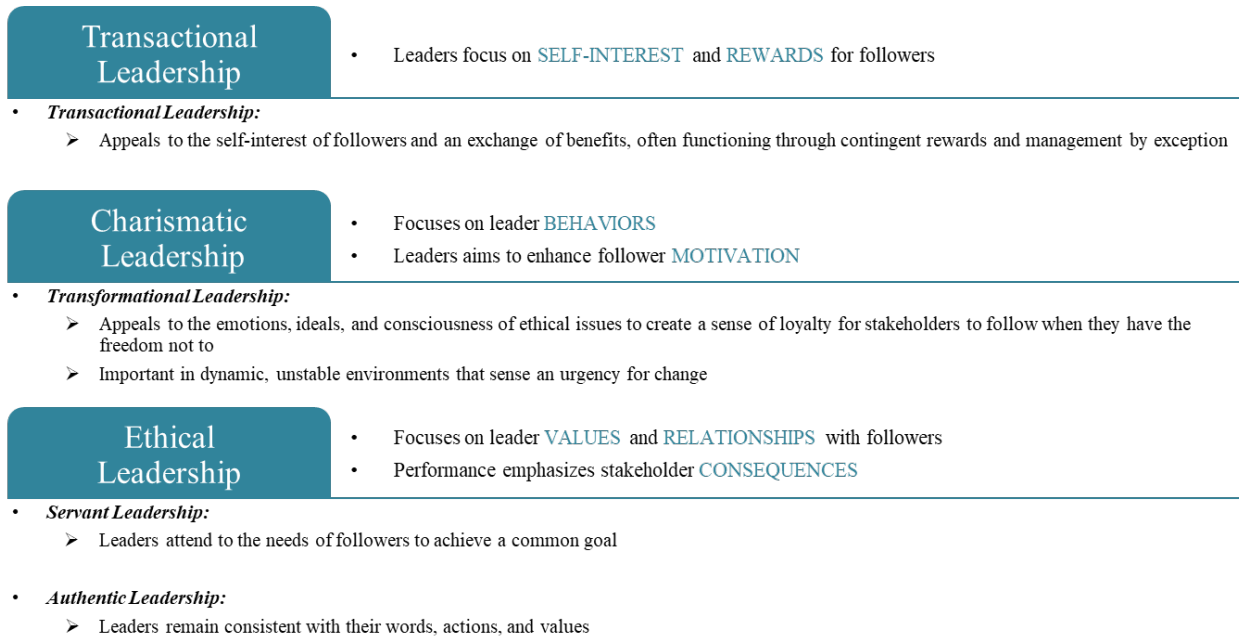 Transactional
Leadership
• Leaders focus on SELF-INTEREST and REWARDS for followers
• Transactional Leadership:
➢ Appeals to the self-interest of followers and an exchange of benefits, often functioning through contingent rewards and management by exception
Charismatic
Leadership
• Focuses on leader BEHAVIORS
• Leaders aims to enhance follower MOTIVATION
• Transformational Leadership:
➢ Appeals to the emotions, ideals, and consciousness of ethical issues to create a sense of loyalty for stakeholders to follow when they have the
freedom not to
➢ Important in dynamic, unstable environments that sense an urgency for change
Ethical
Leadership
• Focuses on leader VALUES and RELATIONSHIPS with followers
• Performance emphasizes stakeholder CONSEQUENCES
• Servant Leadership:
➢ Leaders attend to the needs of followers to achieve a common goal
• Authentic Leadership:
➢ Leaders remain consistent with their words, actions, and values